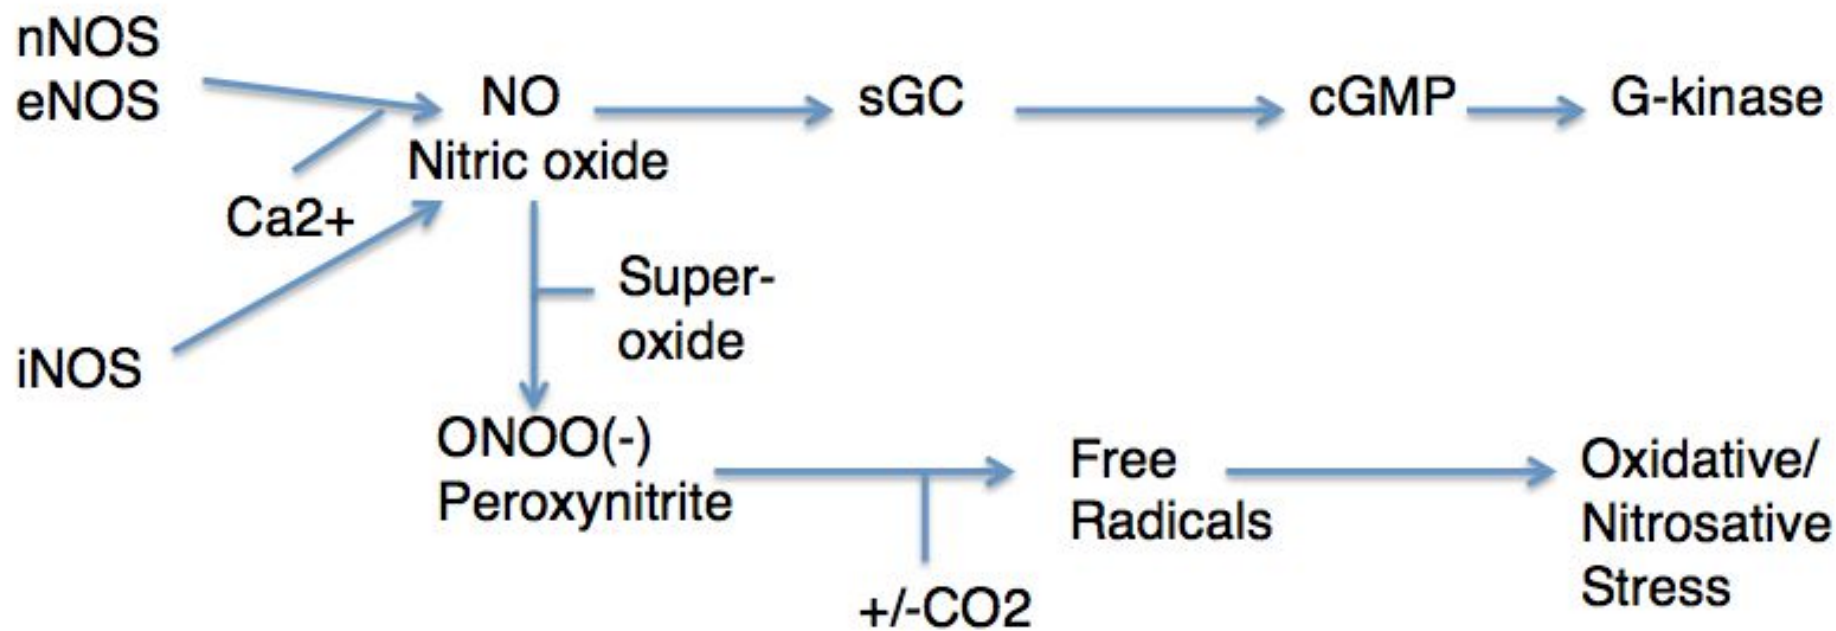 nNOS
eNOS
NO
Nitric oxide
sGC
cGMP
G-kinase
Ca2+
iNOS
Super-
oxide
ONOO(-)
Peroxynitrite
+/-CO2
Free
Radicals
Oxidative/
Nitrosative
Stress